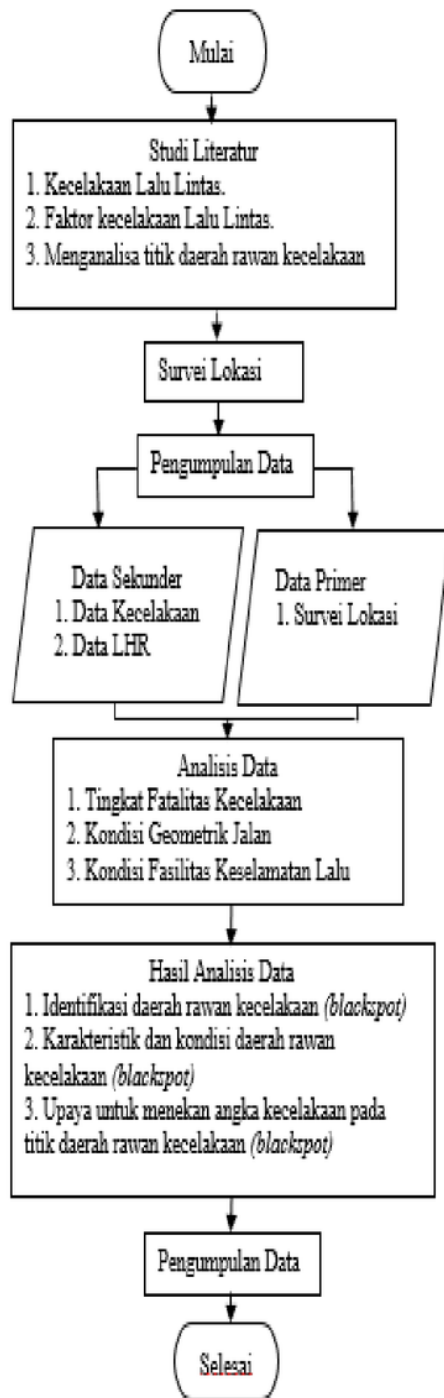 Mulai
Studi Literatur
1. Kecelakaan Lalu Lintas.
2. Faktor kecelakaan Lalu Lintas.
3. Menganalisa titik daerah rawan kecelakaan
Survei Lokasi
Pengumpulan Data
Data Sekunder
1. Data Kecelakaan
2. Data LHR
Data Primer
1. Survei Lokasi
Analisis Data
1. Tingkat Fatalitas Kecelakaan
2. Kondisi Geometrik Jalan
3. Kondisi Fasilitas Keselamatan Lalu
Hasil Analisis Data
1. Identifikasi daerah rawan kecelakaan (blackspot)
2. Karakteristik dan kondisi daerah rawan
kecelakaan (blackspot)
3. Upaya untuk menekan angka kecelakaan pada
titik daerah rawan kecelakaan (blackspot)
Pengumpulan Data
Selesai